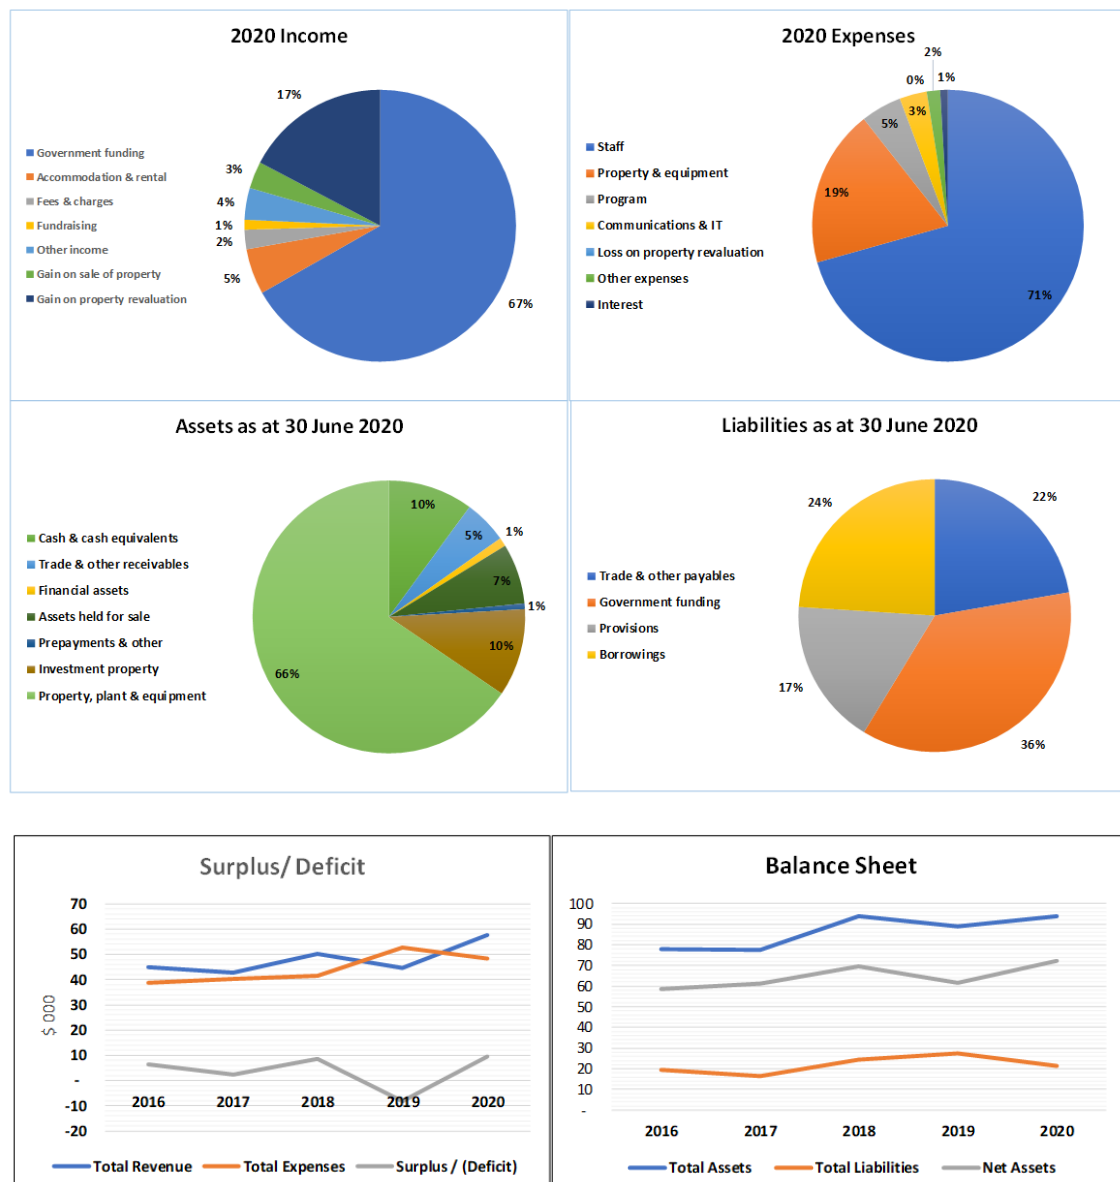 2020 Income
17%
3%
4%
1%
2%
5%
67%
Government funding
Accommodation & rental
Fees & charges
Fundraising
Other income
Gain on sale of property
Gain on property revaluation
2020 Expenses
2%
0%
1%
3%
5%
19%
71%
Staff
Property & equipment
Program
Communications & IT
Loss on property revaluation
Other expenses
Interest
Assets as at 30 June 2020
10%
5%
1%
7%
1%
10%
66%
Cash & cash equivalents
Trade & other receivables
Financial assets
Assets held for sale
Prepayments & other
Investment property
Property, plant & equipment
Liabilities as at 30 June 2020
24%
22%
17%
36%
Trade & other payables
Government funding
Provisions
Borrowings
Surplus/ Deficit
$ 000
70
60
50
40
30
20
10
-
-10
-20
2016 2017 2018 2019 2020
Total Revenue Total Expenses Surplus / (Deficit)
Balance Sheet
100
90
80
70
60
50
40
30
20
10
-
2016 2017 2018 2019 2020
Total Assets Total Liabilities Net Assets